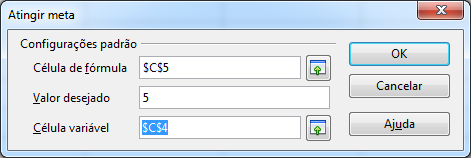 Atingir meta
Configurações padrão
Célula de fórmula $C$5
Valor desejado 5
Célula variável $C$4
OK
Cancelar
Ajuda